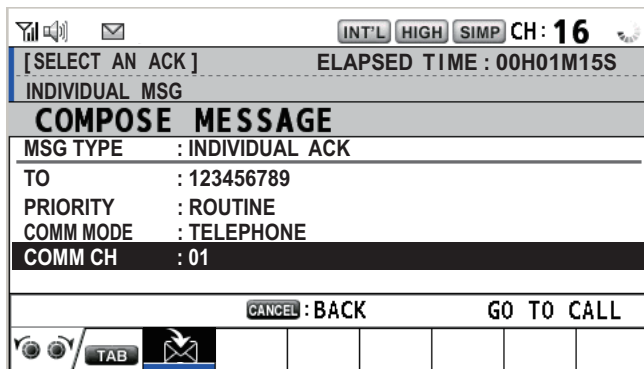 INT'L HIGH SIMP CH: 16
[SELECT AN ACK ] ELAPSED TIME : 00H01M15S
INDIVIDUAL MSG
COMPOSE MESSAGE
MSG TYPE : INDIVIDUAL ACK
TO : 123456789
PRIORITY : ROUTINE
COMM MODE : TELEPHONE
COMM CH : 01
CANCEL : BACK GO TO CALL
TAB